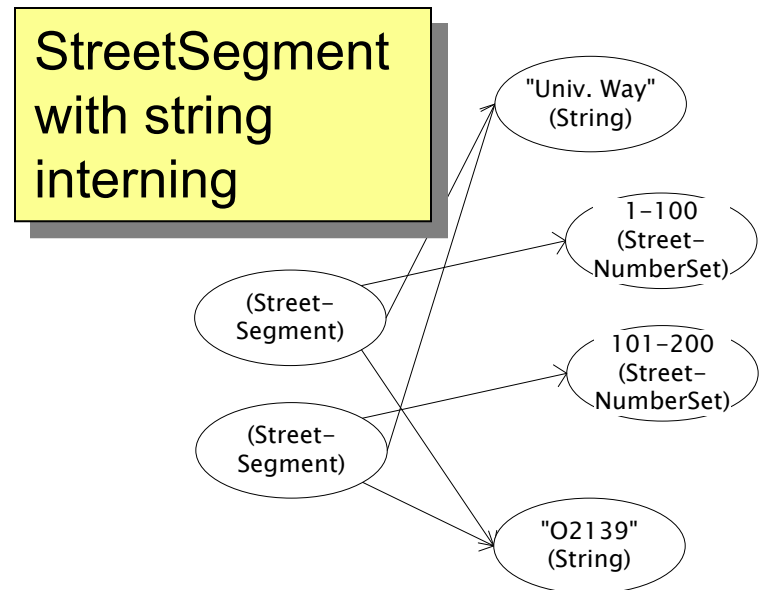 StreetSegment
with string
interning
"Univ. Way"
(String)
1-100
(Street-
NumberSet)
(Street-
Segment)
101-200
(Street-
NumberSet)
(Street-
Segment)
"O2139"
(String)